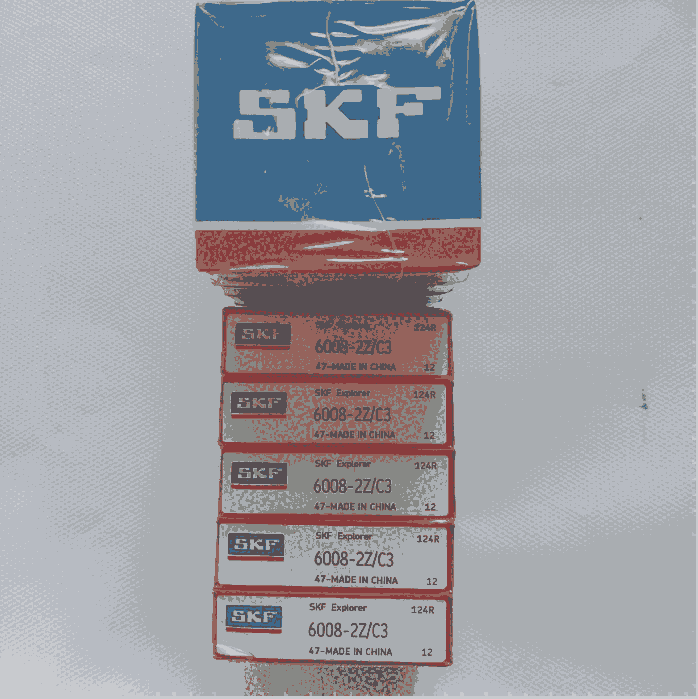 SKF
SKF
224R
6008-2Z/C3
47-MADE IN CHINA 12
SKF
SKF Explorer 124R
6008-2Z/C3
47-MADE IN CHINA 12
SKF
SKF Explorer 124R
6008-2Z/C3
47-MADE IN CHINA 12
SKF
SKF Explorer 124R
6008-2Z/C3
47-MADE IN CHINA 12
SKF
SKF Explorer 124R
6008-2Z/C3
47-MADE IN CHINA 12